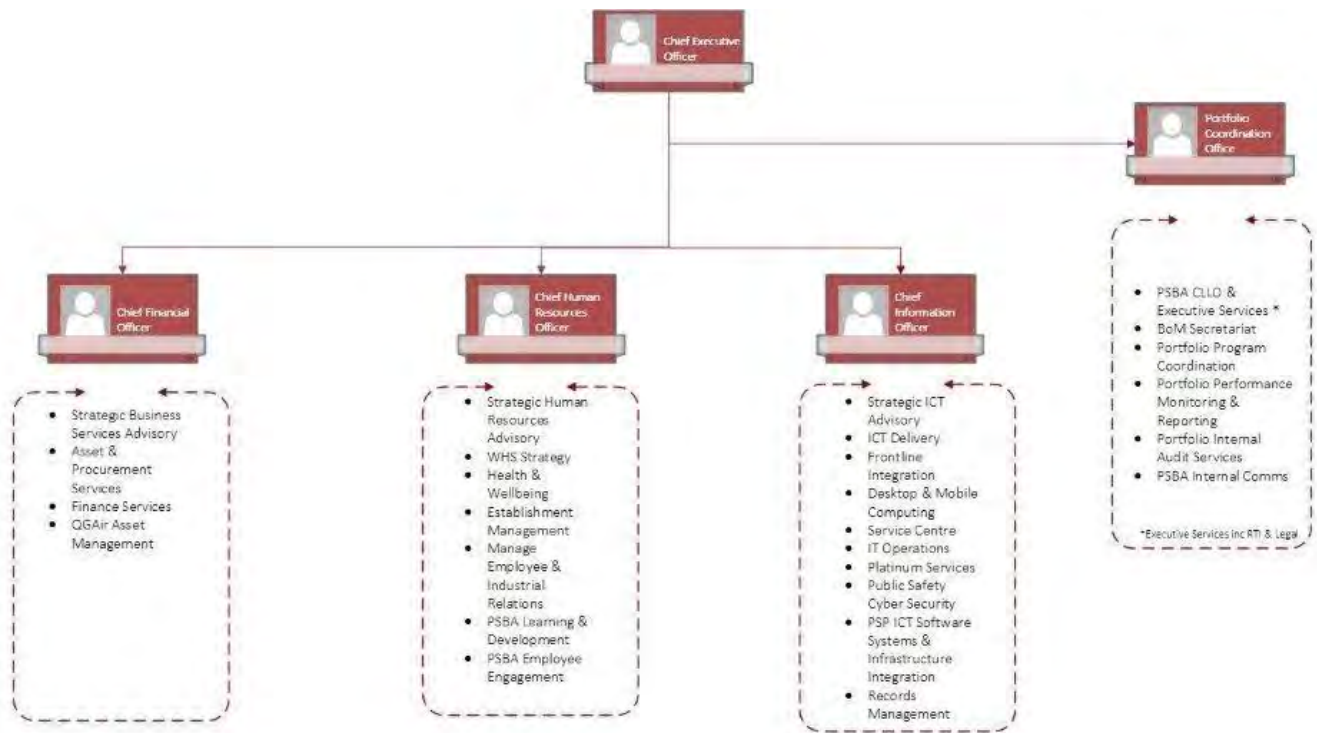 Chief Executive
Officer
Portfolio
Coordination
Office
Chief Financial
Officer
Chief Human
Resources
Officer
Chief
Information
Officer
• Strategic Business
Services Advisory
• Asset &
Procurement
Services
• Finance Services
• QGAir Asset
Management
• Strategic Human
Resources
Advisory
• WHS Strategy
• Health &
Wellbeing
• Establishment
Management
• Manage
Employee &
Industrial
Relations
• PSBA Learning &
Development
• PSBA Employee
Engagement
• Strategic ICT
Advisory
• ICT Delivery
• Frontline
Integration
• Desktop & Mobile
Computing
• Service Centre
• IT Operations
• Platinum Services
• Public Safety
Cyber Security
• PSP ICT Software
Systems &
Infrastructure
Integration
• Records
Management
• PSBA CLLO &
Executive Services *
• BoM Secretariat
• Portfolio Program
Coordination
• Portfolio Performance
Monitoring &
Reporting
• Portfolio Internal
Audit Services
• PSBA Internal Comms
*Executive Services inc RTI & Legal